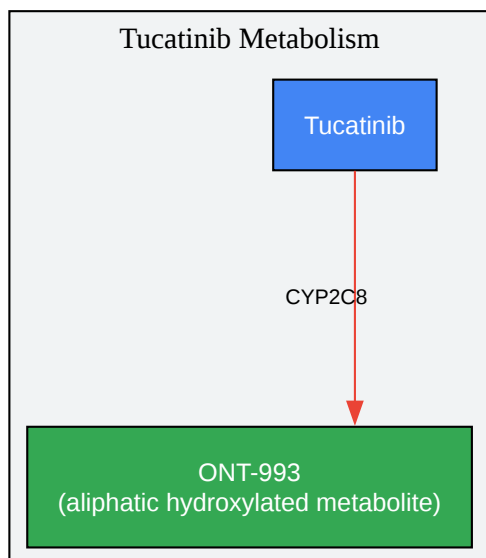 Tucatinib Metabolism
Tucatinib
CYP2C8
ONT-993
(aliphatic hydroxylated metabolite)